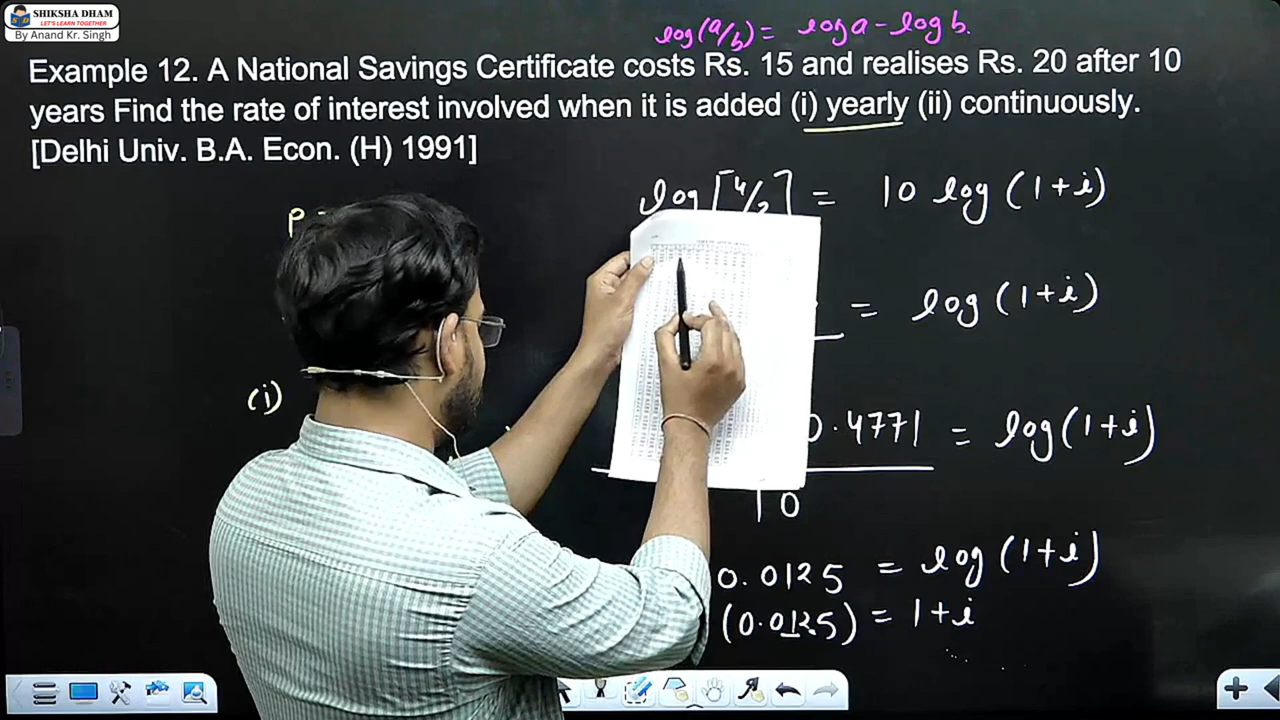 SHIKSHA DHAM
LET'S LEARN TOGETHER
By Anand Kr. Singh
log(a/b) = log a - log b.
Example 12. A National Savings Certificate costs Rs. 15 and realises Rs. 20 after 10
years Find the rate of interest involved when it is added (i) yearly (ii) continuously.
[Delhi Univ. B.A. Econ. (H) 1991]
log [4/3] = 10 log (1+i)
P =
= log (1+i)
(i)
0.4771 = log (1+i)
10
0.0125 = log (1+i)
(0.0125) = 1+i